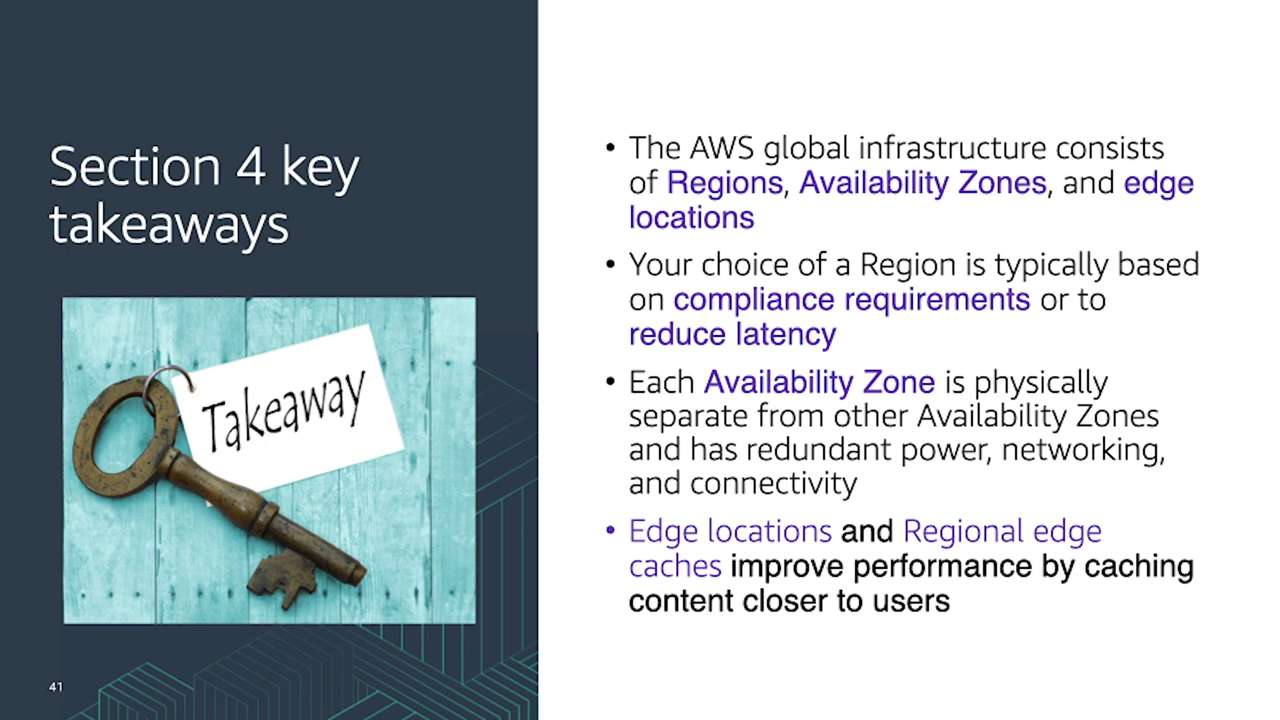 Section 4 key
takeaways
Takeaway
41
• The AWS global infrastructure consists
of Regions, Availability Zones, and edge
locations
• Your choice of a Region is typically based
on compliance requirements or to
reduce latency
• Each Availability Zone is physically
separate from other Availability Zones
and has redundant power, networking,
and connectivity
• Edge locations and Regional edge
caches improve performance by caching
content closer to users